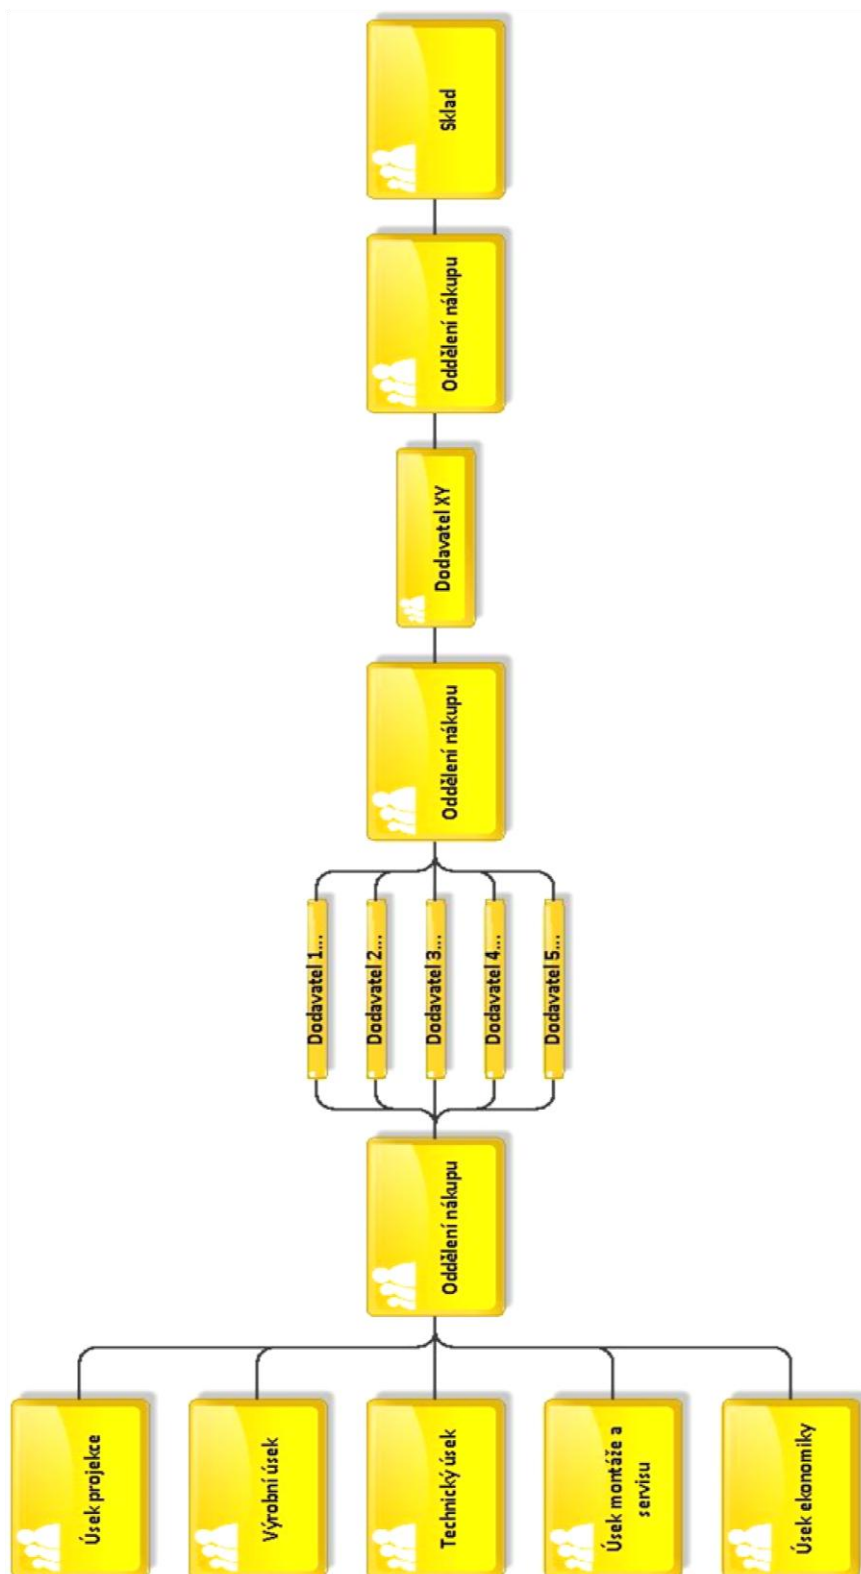 Úsek projekce
Výrobní úsek
Technický úsek
Úsek montáže a
servisu
Úsek ekonomiky
Oddělení nákupu
Dodavatel 1...
Dodavatel 2...
Dodavatel 3...
Dodavatel 4...
Dodavatel 5...
Oddělení nákupu
Dodavatel XY
Oddělení nákupu
Sklad